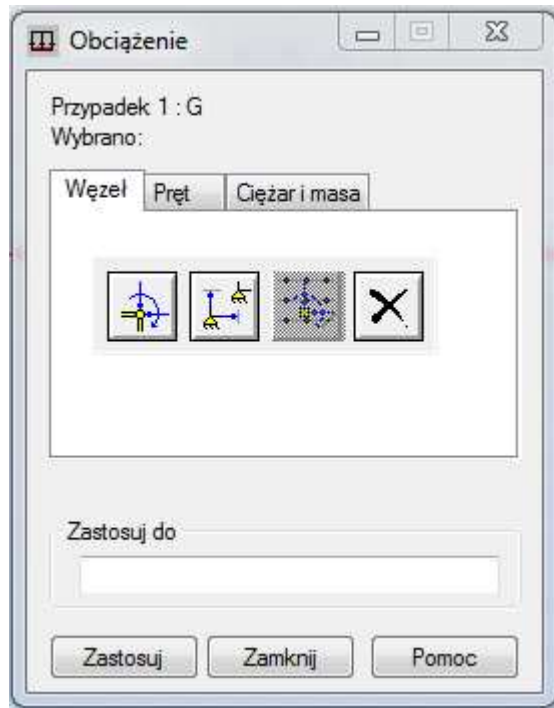 Obciążenie
Przypadek 1 : G
Wybrano:
Węzeł Pręt Ciężar i masa
Zastosuj do
Zastosuj Zamknij Pomoc